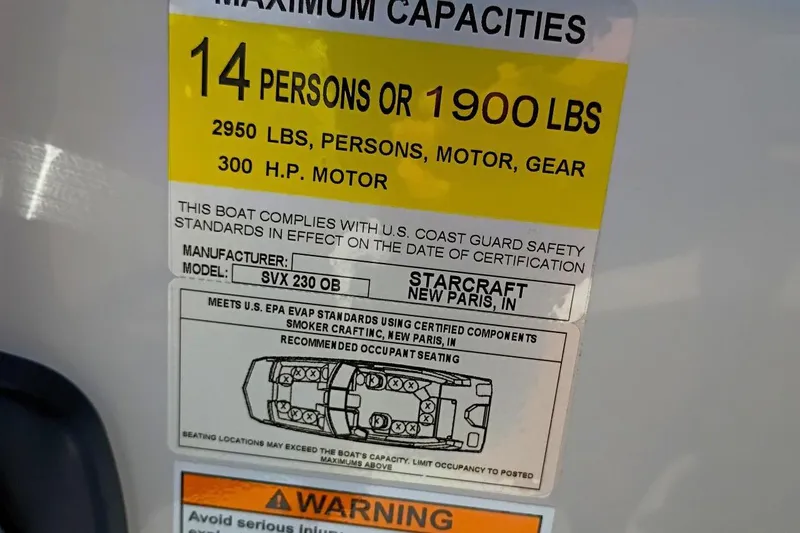 MAXIMUM CAPACITIES
14 PERSONS OR 1900 LBS
2950 LBS, PERSONS, MOTOR, GEAR
300 H.P. MOTOR
THIS BOAT COMPLIES WITH U.S. COAST GUARD SAFETY
STANDARDS IN EFFECT ON THE DATE OF CERTIFICATION
MANUFACTURER: STARCRAFT
MODEL: SVX 230 OB NEW PARIS, IN
MEETS U.S. EPA EVAP STANDARDS USING CERTIFIED COMPONENTS
SMOKER CRAFT INC, NEW PARIS, IN
RECOMMENDED OCCUPANT SEATING
SEATING LOCATIONS MAY EXCEED THE BOAT'S CAPACITY. LIMIT OCCUPANCY TO POSTED
MAXIMUMS ABOVE
WARNING
Avoid serious